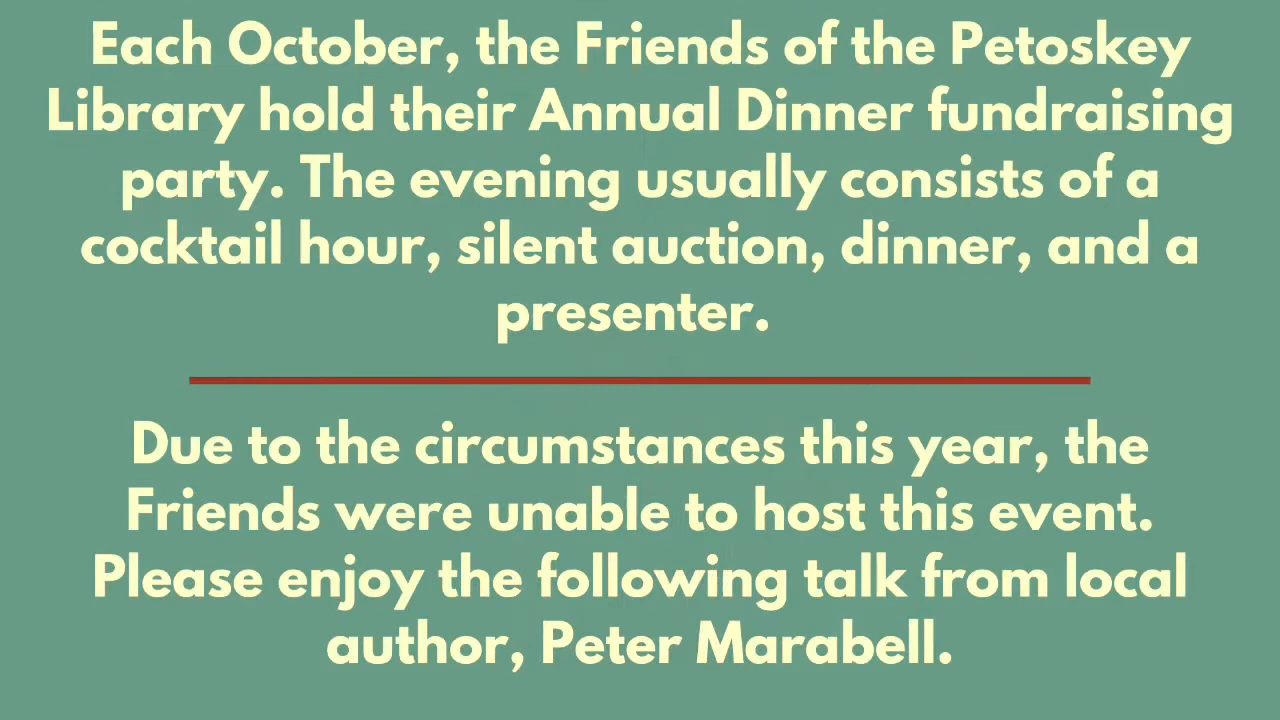 Each October, the Friends of the Petoskey
Library hold their Annual Dinner fundraising
party. The evening usually consists of a
cocktail hour, silent auction, dinner, and a
presenter.
Due to the circumstances this year, the
Friends were unable to host this event.
Please enjoy the following talk from local
author, Peter Marabell.